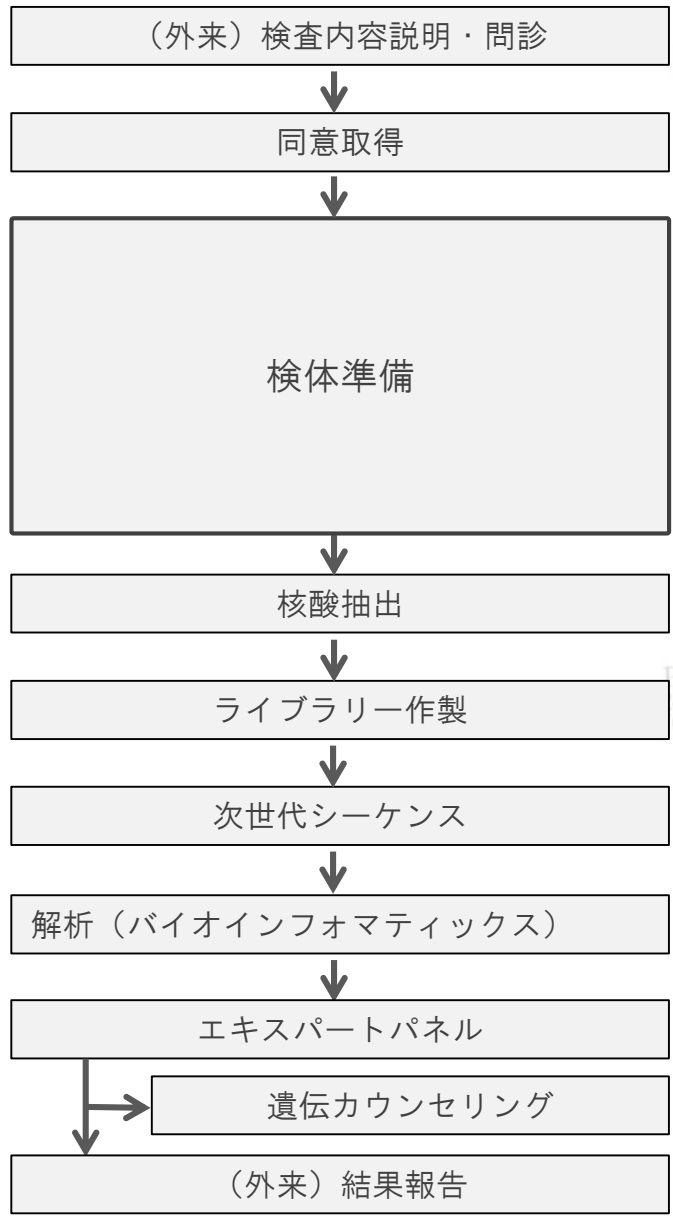 （外来）検査内容説明・問診
同意取得
検体準備
核酸抽出
ライブラリー作製
次世代シーケンス
解析（バイオインフォマティックス）
エキスパートパネル
遺伝カウンセリング
（外来）結果報告